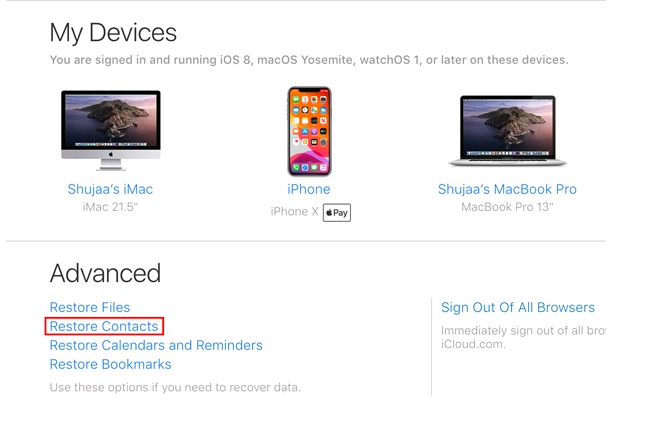 My Devices
You are signed in and running iOS 8, macOS Yosemite, watchOS 1, or later on these devices.
Shujaa's iMac
iMac 21.5"
iPhone
iPhone X Pay
Shujaa's MacBook Pro
MacBook Pro 13"
Advanced
Restore Files
Restore Contacts
Restore Calendars and Reminders
Restore Bookmarks
Use these options if you need to recover data.
Sign Out Of All Browsers
Immediately sign out of all
iCloud.com.